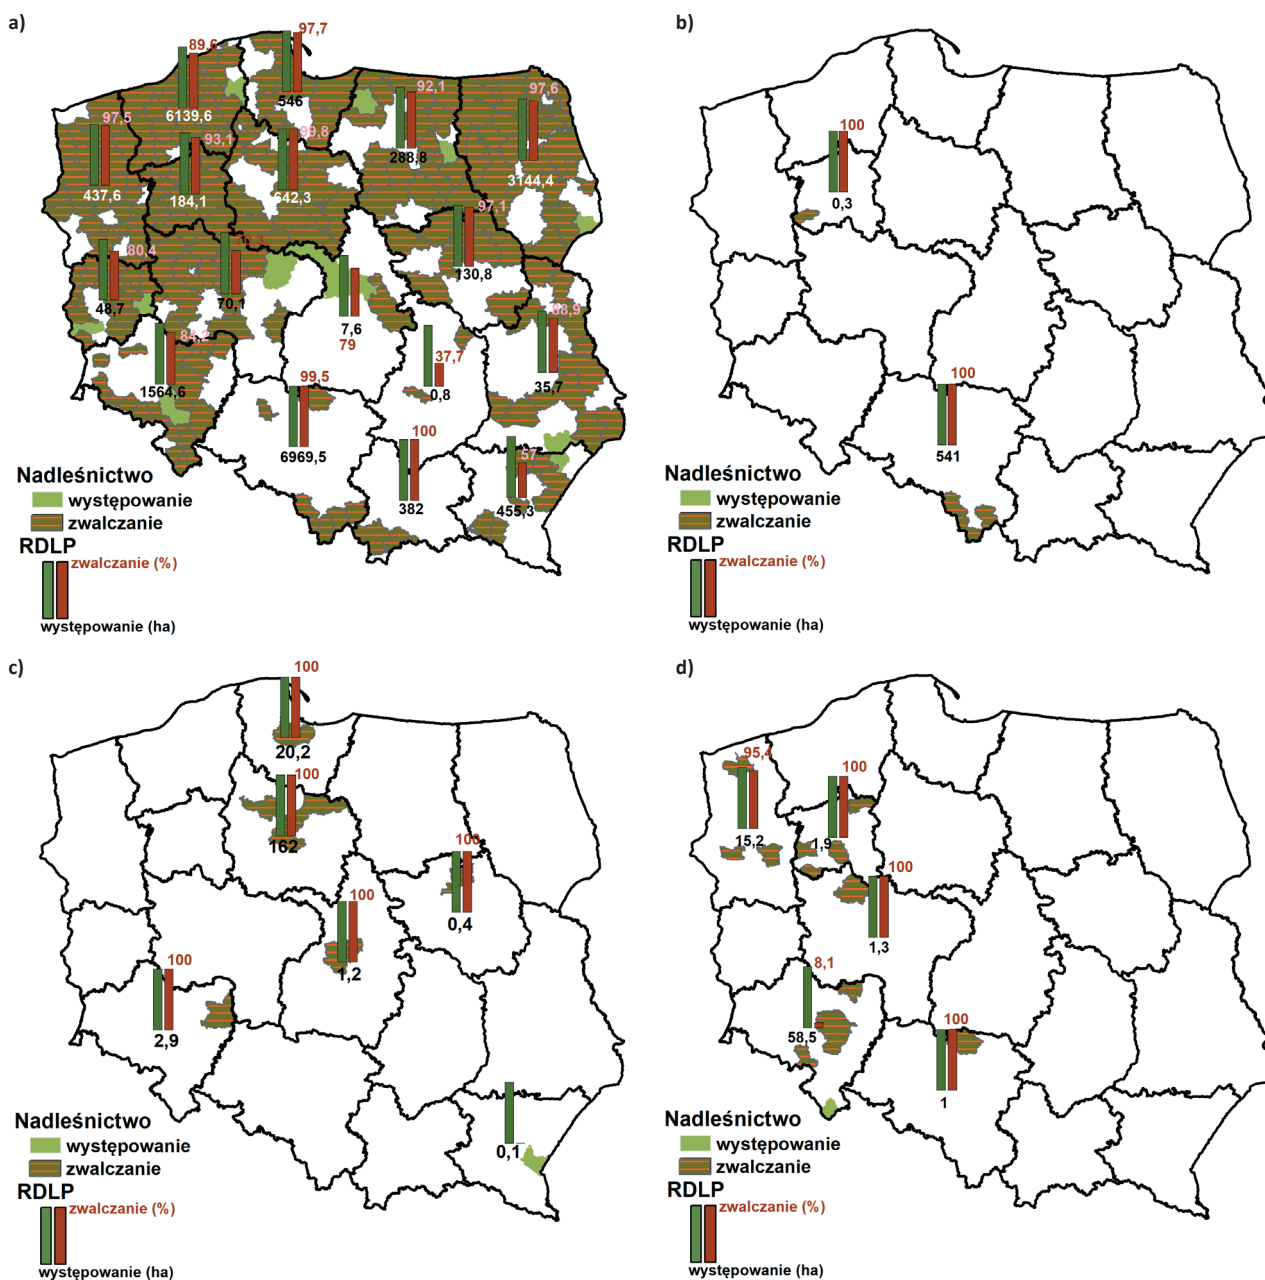 a)
97,7
89,6
546
6139,6
92,1
97,6
97,5
93,1
99,8
288,8
3144,4
437,6
184,1
642,3
97,1
130,8
80,4
48,7
70,1
7,6
79
88,9
35,7
84,2
1564,6
37,7
0,8
99,5
6969,5
100
382
57
455,3
Nadleśnictwo
występowanie
zwalczanie
RDLP
zwalczanie (%)
występowanie (ha)
b)
100
0,3
100
541
Nadleśnictwo
występowanie
zwalczanie
RDLP
zwalczanie (%)
występowanie (ha)
c)
100
20,2
100
162
100
0,4
100
1,2
100
2,9
0,1
Nadleśnictwo
występowanie
zwalczanie
RDLP
zwalczanie (%)
występowanie (ha)
d)
95,4
15,2
100
1,9
100
1,3
8,1
58,5
100
1
Nadleśnictwo
występowanie
zwalczanie
RDLP
zwalczanie (%)
występowanie (ha)